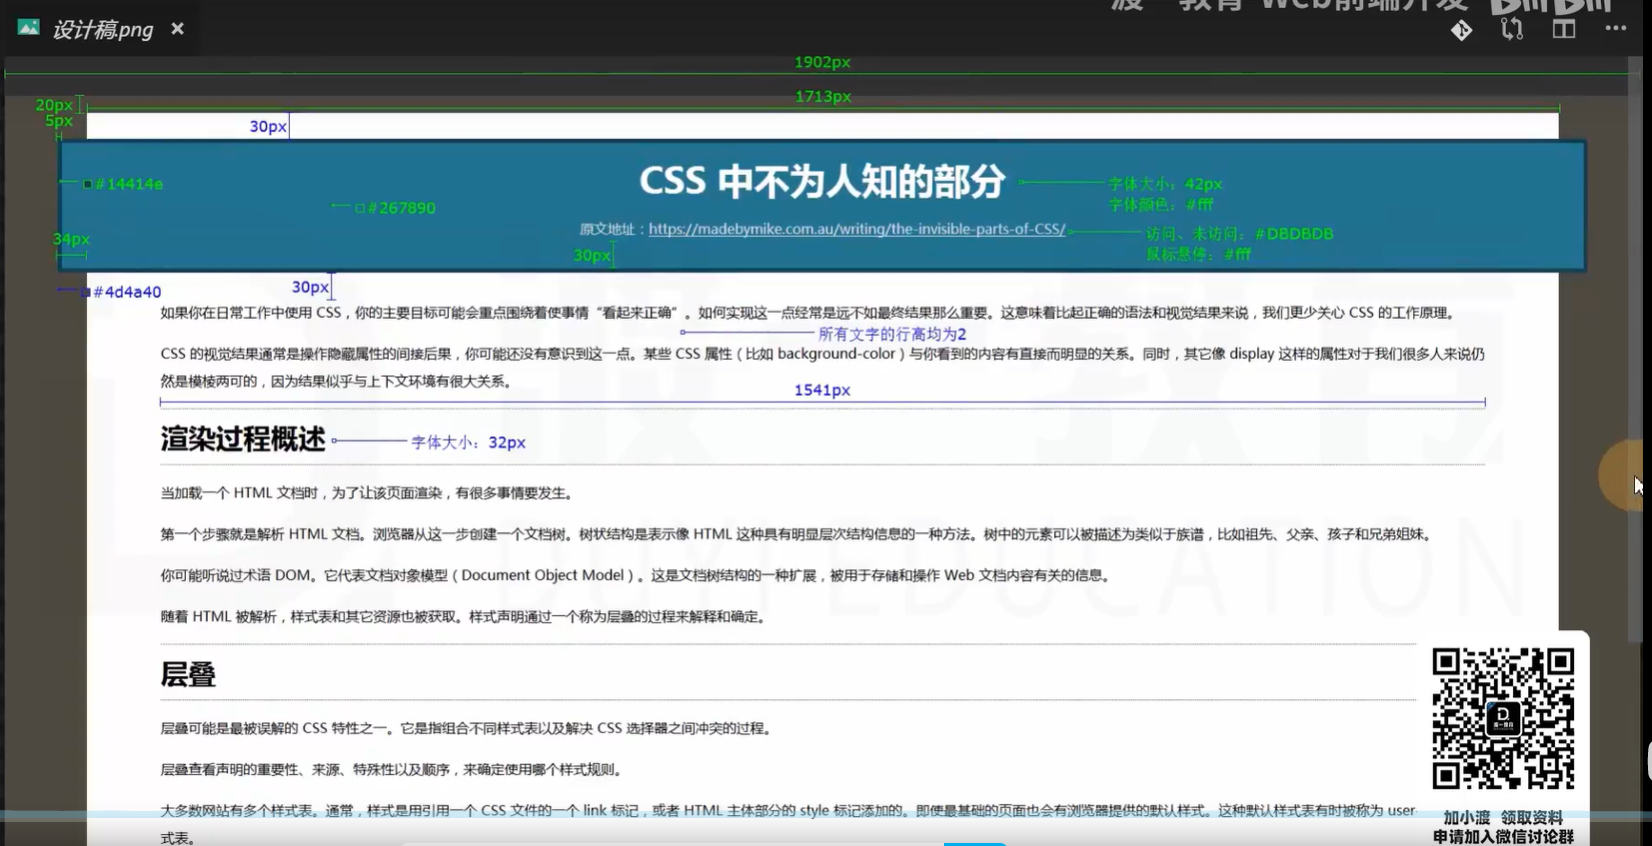 渡一教育 Web前端开发 bilibili
设计稿.png
1902px
1713px
20px
5px
30px
CSS 中不为人知的部分
#14414e
#267890
字体大小：42px
字体颜色：#fff
原文地址：https://madebymike.com.au/writing/the-invisible-parts-of-CSS/
访问、未访问：#DBDBDB
鼠标悬停：#fff
34px
30px
#4d4a40
30px
如果你在日常工作中使用 CSS，你的主要目标可能会重点围绕着使事情“看起来正确”。如何实现这一点经常是远不如最终结果那么重要。这意味着比起正确的语法和视觉结果来说，我们更少关心 CSS 的工作原理。
所有文字的行高均为2
CSS 的视觉结果通常是操作隐藏属性的间接后果，你可能还没有意识到这一点。某些 CSS 属性（比如 background-color）与你看到的内容有直接而明显的关系。同时，其它像 display 这样的属性对于我们很多人来说仍
然是模棱两可的，因为结果似乎与上下文环境有很大关系。
1541px
渲染过程概述
字体大小：32px
当加载一个 HTML 文档时，为了让该页面渲染，有很多事情要发生。
第一个步骤就是解析 HTML 文档。浏览器从这一步创建一个文档树。树状结构是表示像 HTML 这种具有明显层次结构信息的一种方法。树中的元素可以被描述为类似于族谱，比如祖先、父亲、孩子和兄弟姐妹。
你可能听说过术语 DOM。它代表文档对象模型（Document Object Model）。这是文档树结构的一种扩展，被用于存储和操作 Web 文档内容有关的信息。
随着 HTML 被解析，样式表和其它资源也被获取。样式声明通过一个称为层叠的过程来解释和确定。
DUYI EDUCATION
层叠
层叠可能是最被误解的 CSS 特性之一。它是指组合不同样式表以及解决 CSS 选择器之间冲突的过程。
层叠查看声明的重要性、来源、特殊性以及顺序，来确定使用哪个样式规则。
大多数网站有多个样式表。通常，样式是用引用一个 CSS 文件的一个 link 标记，或者 HTML 主体部分的 style 标记添加的。即使最基础的页面也会有浏览器提供的默认样式。这种默认样式表有时被称为 user-
式表。
加小渡 领取资料
申请加入微信讨论群